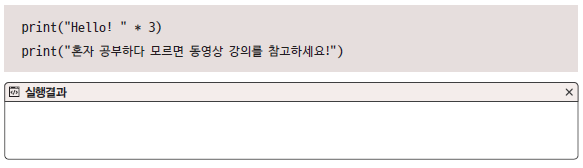 print("Hello! " * 3)
print("혼자 공부하다 모르면 동영상 강의를 참고하세요!")
실행결과